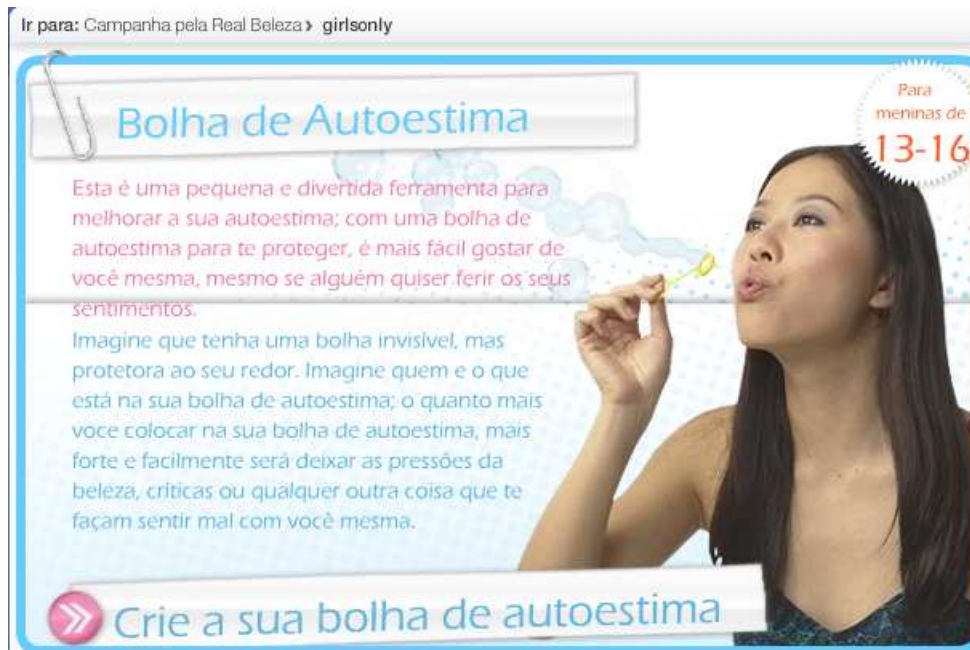 Ir para: Campanha pela Real Beleza › girlsonly
Para
meninas de
13-16
Bolha de Autoestima
Esta é uma pequena e divertida ferramenta para
melhorar a sua autoestima; com uma bolha de
autoestima para te proteger, é mais fácil gostar de
você mesma, mesmo se alguém quiser ferir os seus
sentimentos.
Imagine que tenha uma bolha invisível, mas
protetora ao seu redor. Imagine quem e o que
está na sua bolha de autoestima; o quanto mais
voce colocar na sua bolha de autoestima, mais
forte e facilmente será deixar as pressões da
beleza, críticas ou qualquer outra coisa que te
façam sentir mal com você mesma.
Crie a sua bolha de autoestima